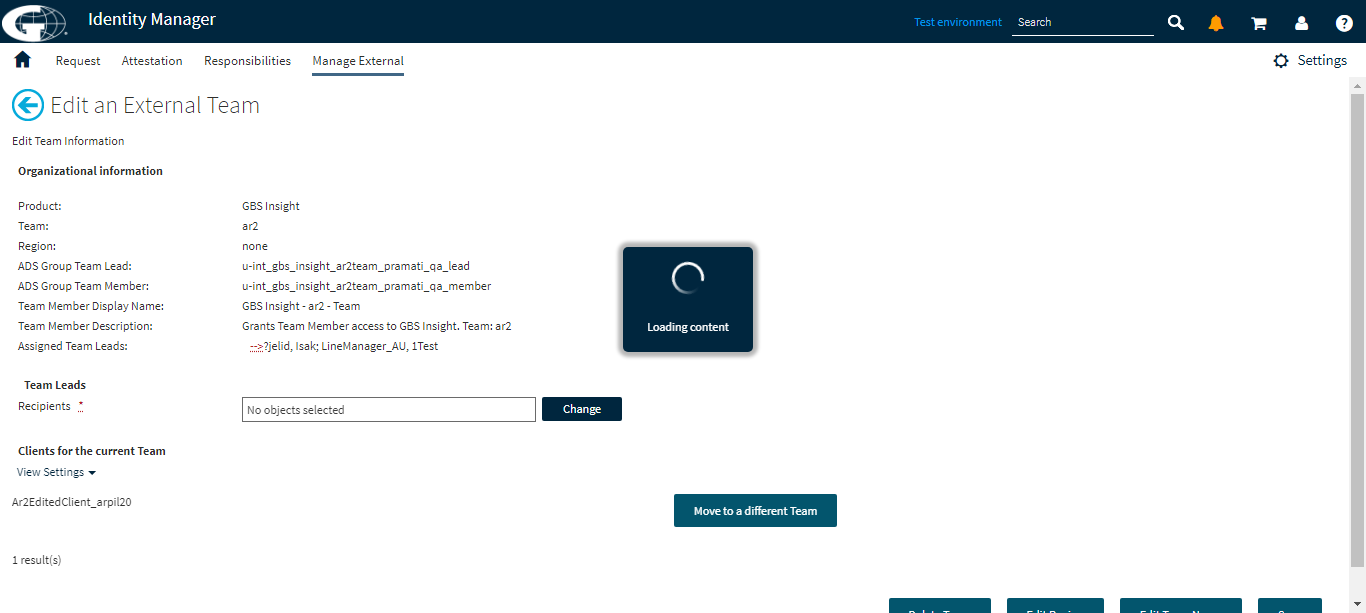 Identity Manager
Test environment
Search
Request Attestation Responsibilities Manage External
Settings
Edit an External Team
Edit Team Information
Organizational information
Product: GBS Insight
Team: ar2
Region: none
ADS Group Team Lead: u-int_gbs_insight_ar2team_pramati_qa_lead
ADS Group Team Member: u-int_gbs_insight_ar2team_pramati_qa_member
Team Member Display Name: GBS Insight - ar2 - Team
Team Member Description: Grants Team Member access to GBS Insight. Team: ar2
Assigned Team Leads: -->?jelid, Isak; LineManager_AU, 1Test
Loading content
Team Leads
Recipients * No objects selected Change
Clients for the current Team
View Settings
Ar2EditedClient_arpil20 Move to a different Team
1 result(s)